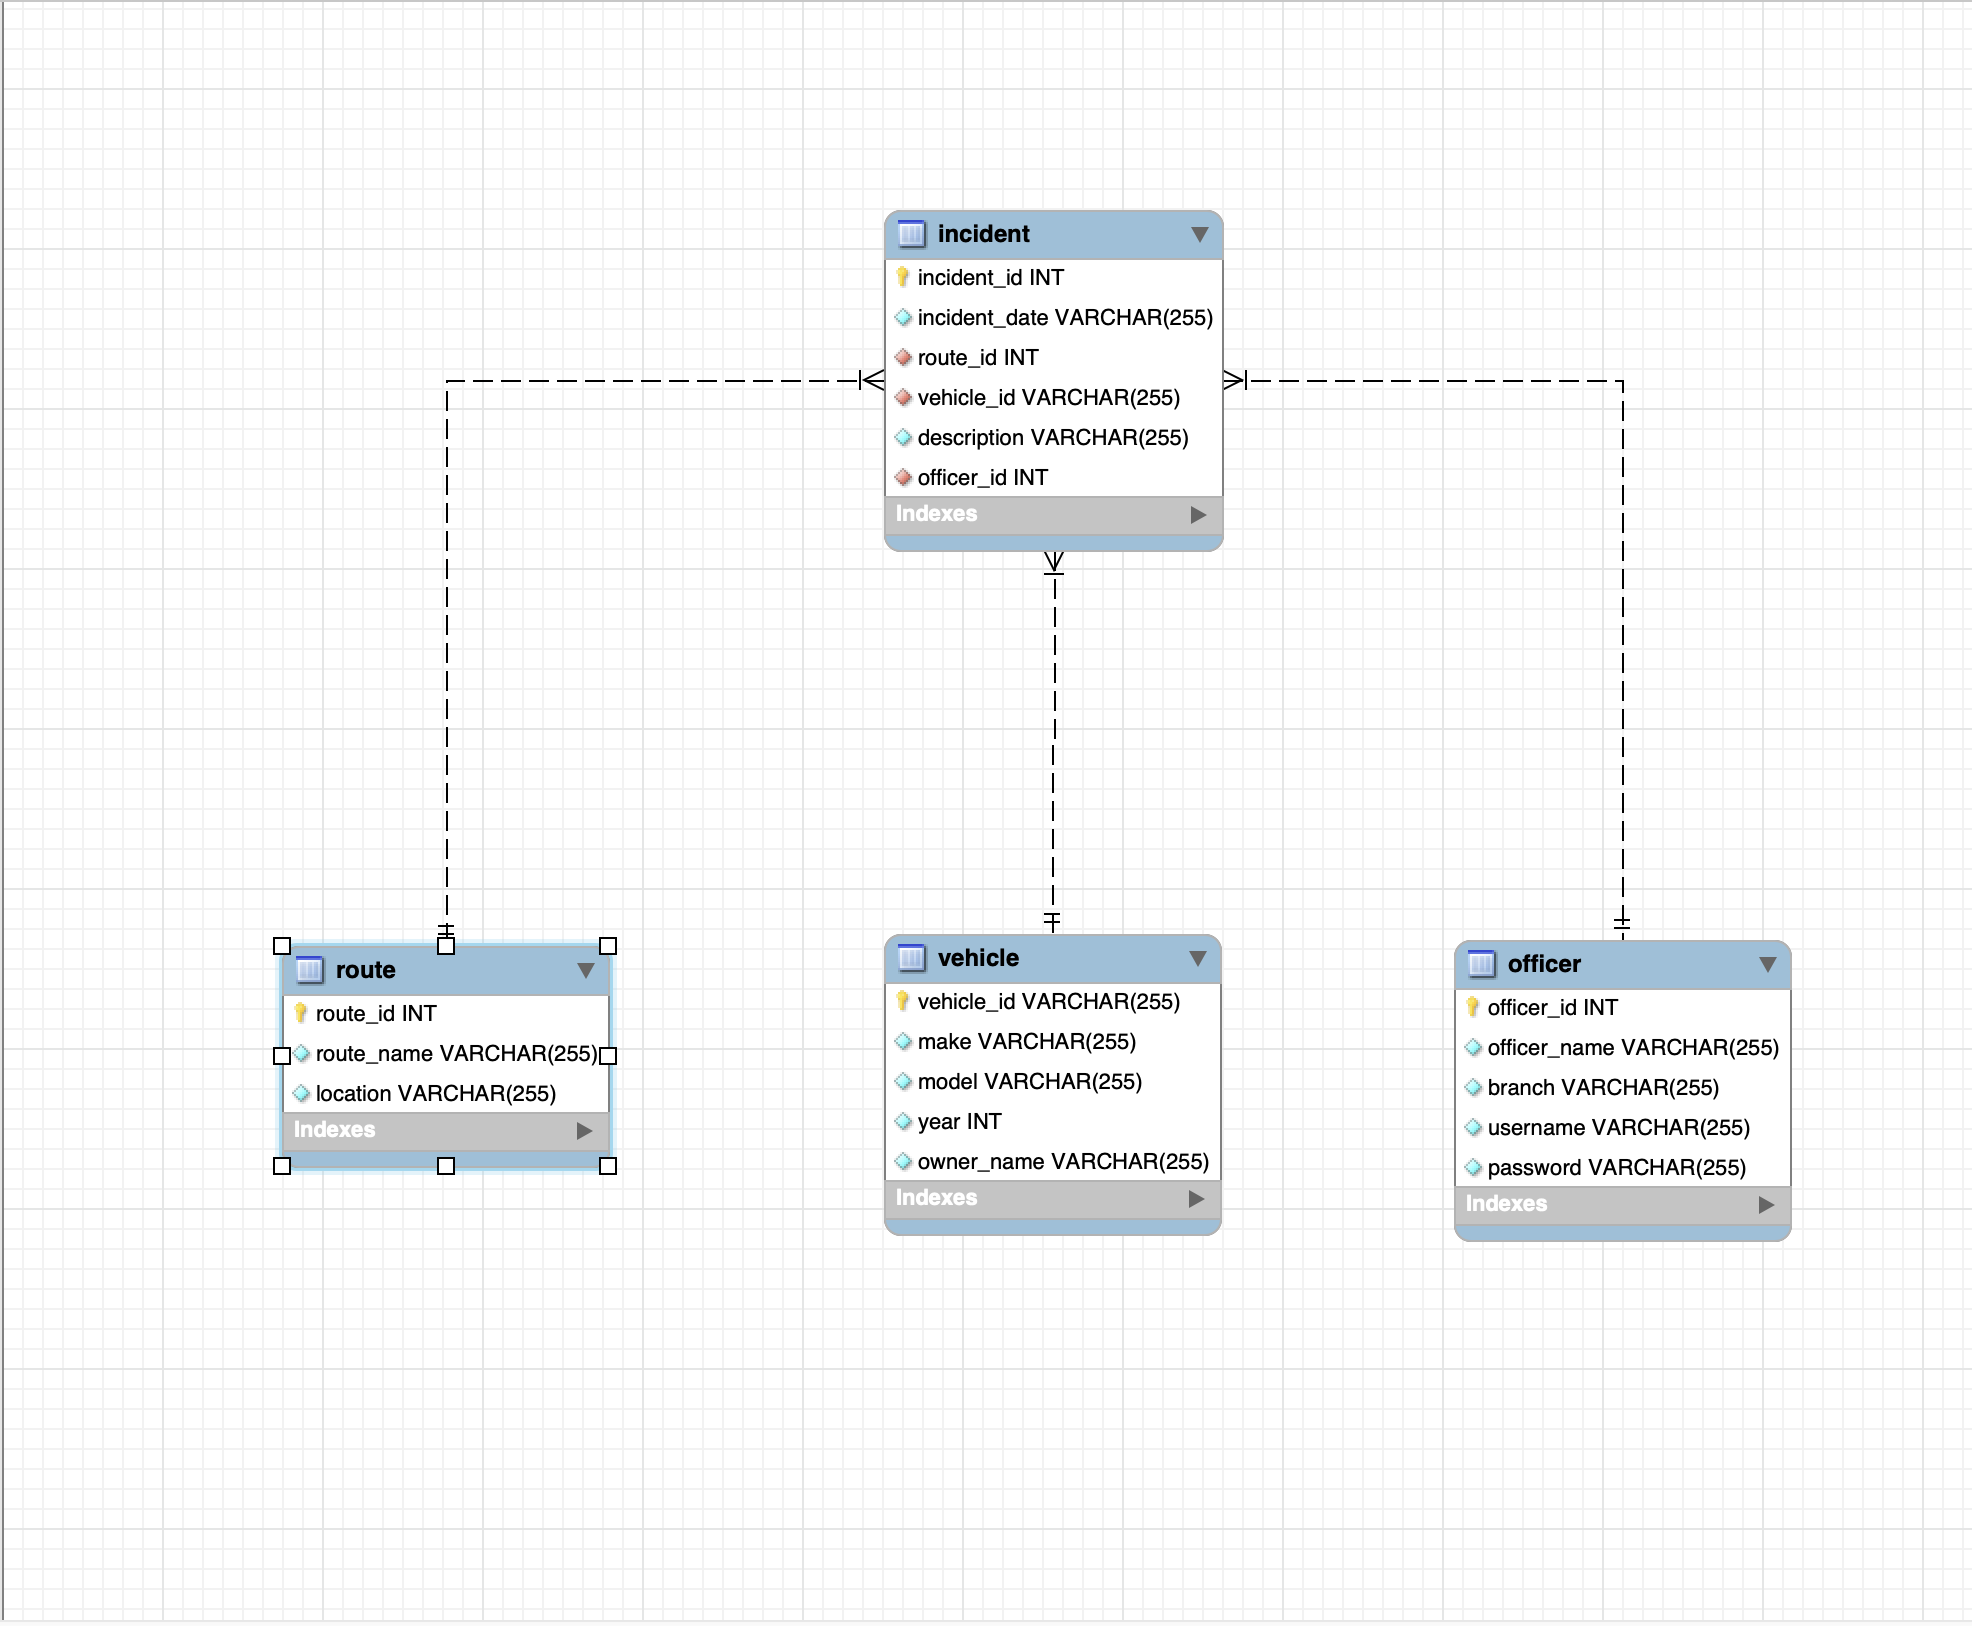 incident
incident_id INT
incident_date VARCHAR(255)
route_id INT
vehicle_id VARCHAR(255)
description VARCHAR(255)
officer_id INT
Indexes
route
route_id INT
route_name VARCHAR(255)
location VARCHAR(255)
Indexes
vehicle
vehicle_id VARCHAR(255)
make VARCHAR(255)
model VARCHAR(255)
year INT
owner_name VARCHAR(255)
Indexes
officer
officer_id INT
officer_name VARCHAR(255)
branch VARCHAR(255)
username VARCHAR(255)
password VARCHAR(255)
Indexes